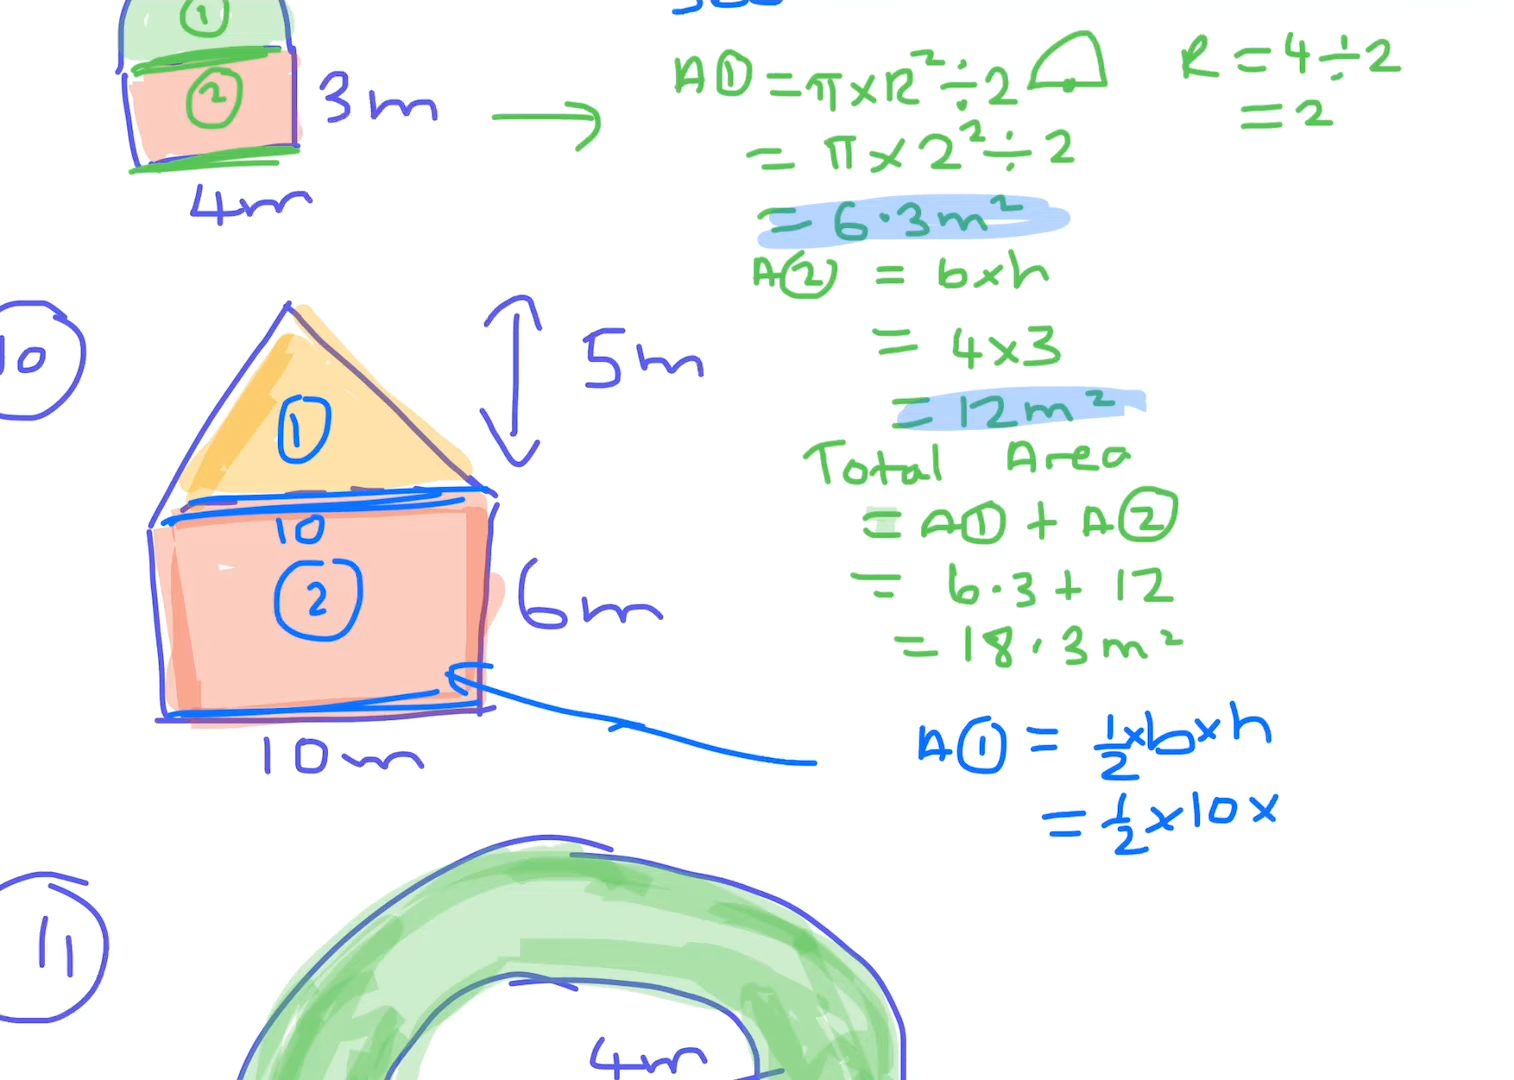 ①
②
3m
4m
A① = π×R²÷2
R = 4÷2
= 2
= π×2²÷2
= 6.3m²
A② = b×h
= 4×3
= 12m²
Total Area
= A① + A②
= 6.3 + 12
= 18.3m²
10
①
5m
10
②
6m
10m
A① = ½×b×h
= ½×10×
11
4m